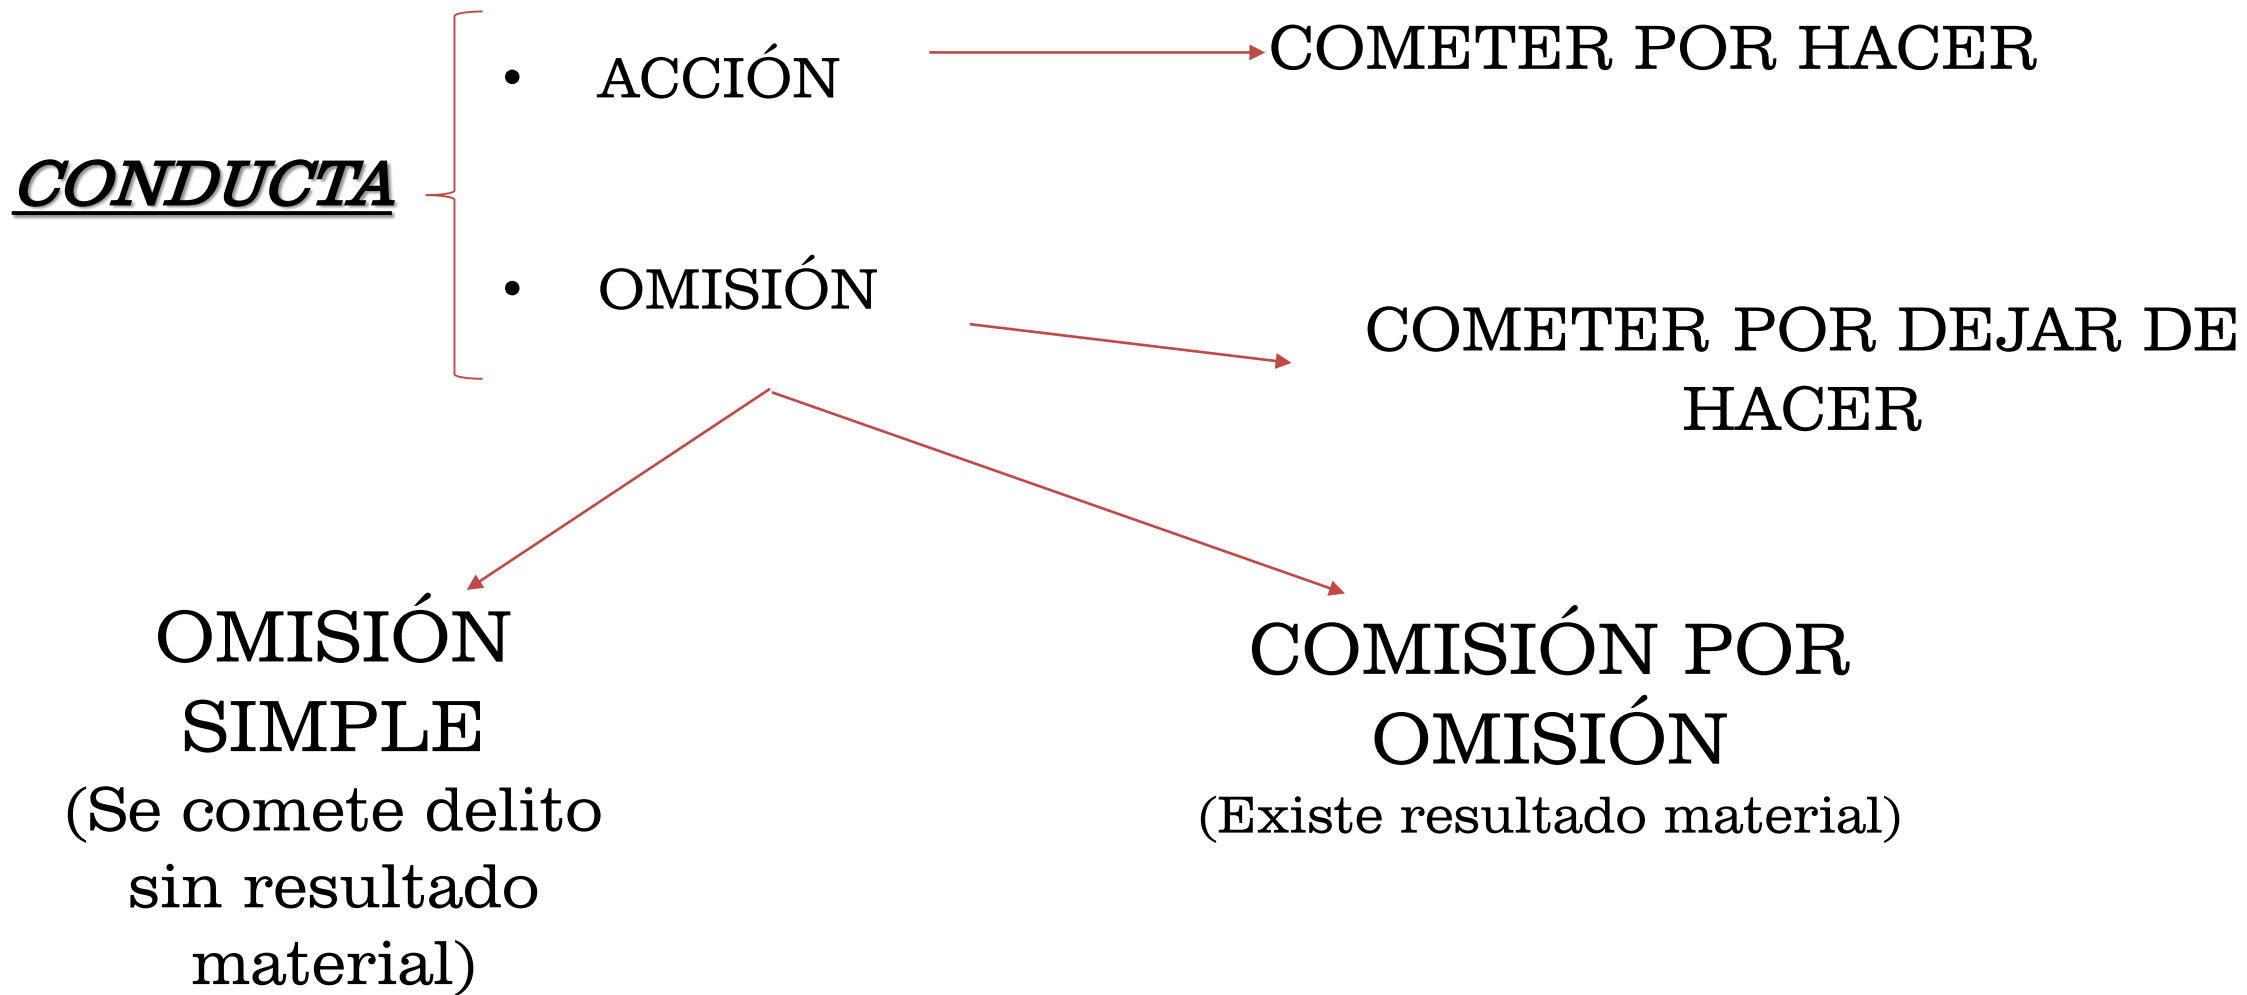 • ACCIÓN
COMETER POR HACER
CONDUCTA
• OMISIÓN
COMETER POR DEJAR DE
HACER
OMISIÓN
SIMPLE
(Se comete delito
sin resultado
material)
COMISIÓN POR
OMISIÓN
(Existe resultado material)